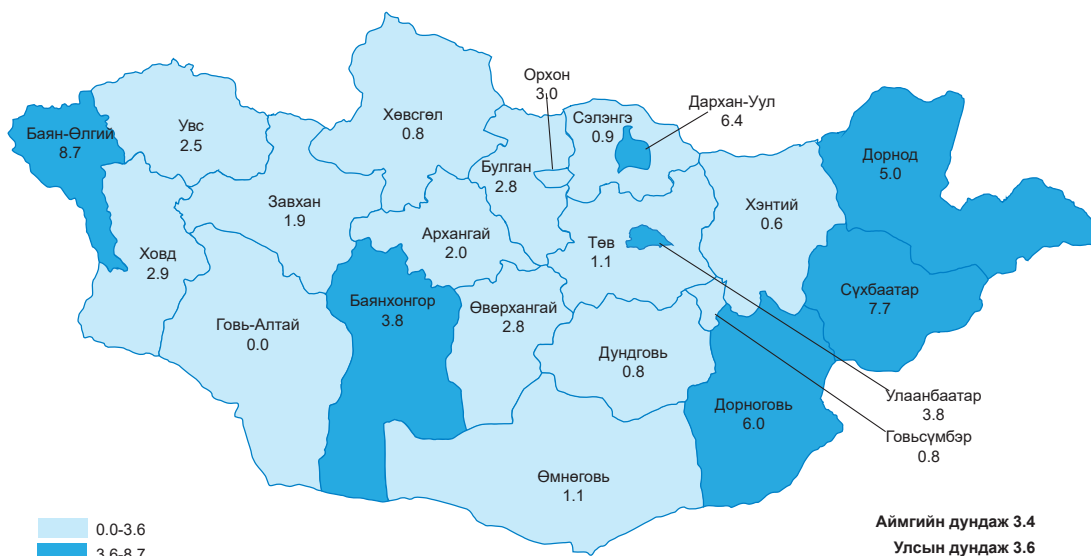 Орхон
3.0
Дархан-Уул
6.4
Хөвсгөл
0.8
Сэлэнгэ
0.9
Увс
2.5
Баян-Өлгий
8.7
Дорнод
5.0
Булган
2.8
Завхан
1.9
Хэнтий
0.6
Архангай
2.0
Төв
1.1
Ховд
2.9
Сүхбаатар
7.7
Баянхонгор
3.8
Өвөрхангай
2.8
Говь-Алтай
0.0
Дундговь
0.8
Дорноговь
6.0
Улаанбаатар
3.8
Говьсүмбэр
0.8
Өмнөговь
1.1
0.0-3.6
3.6-8.7
Аймгийн дундаж 3.4
Улсын дундаж 3.6